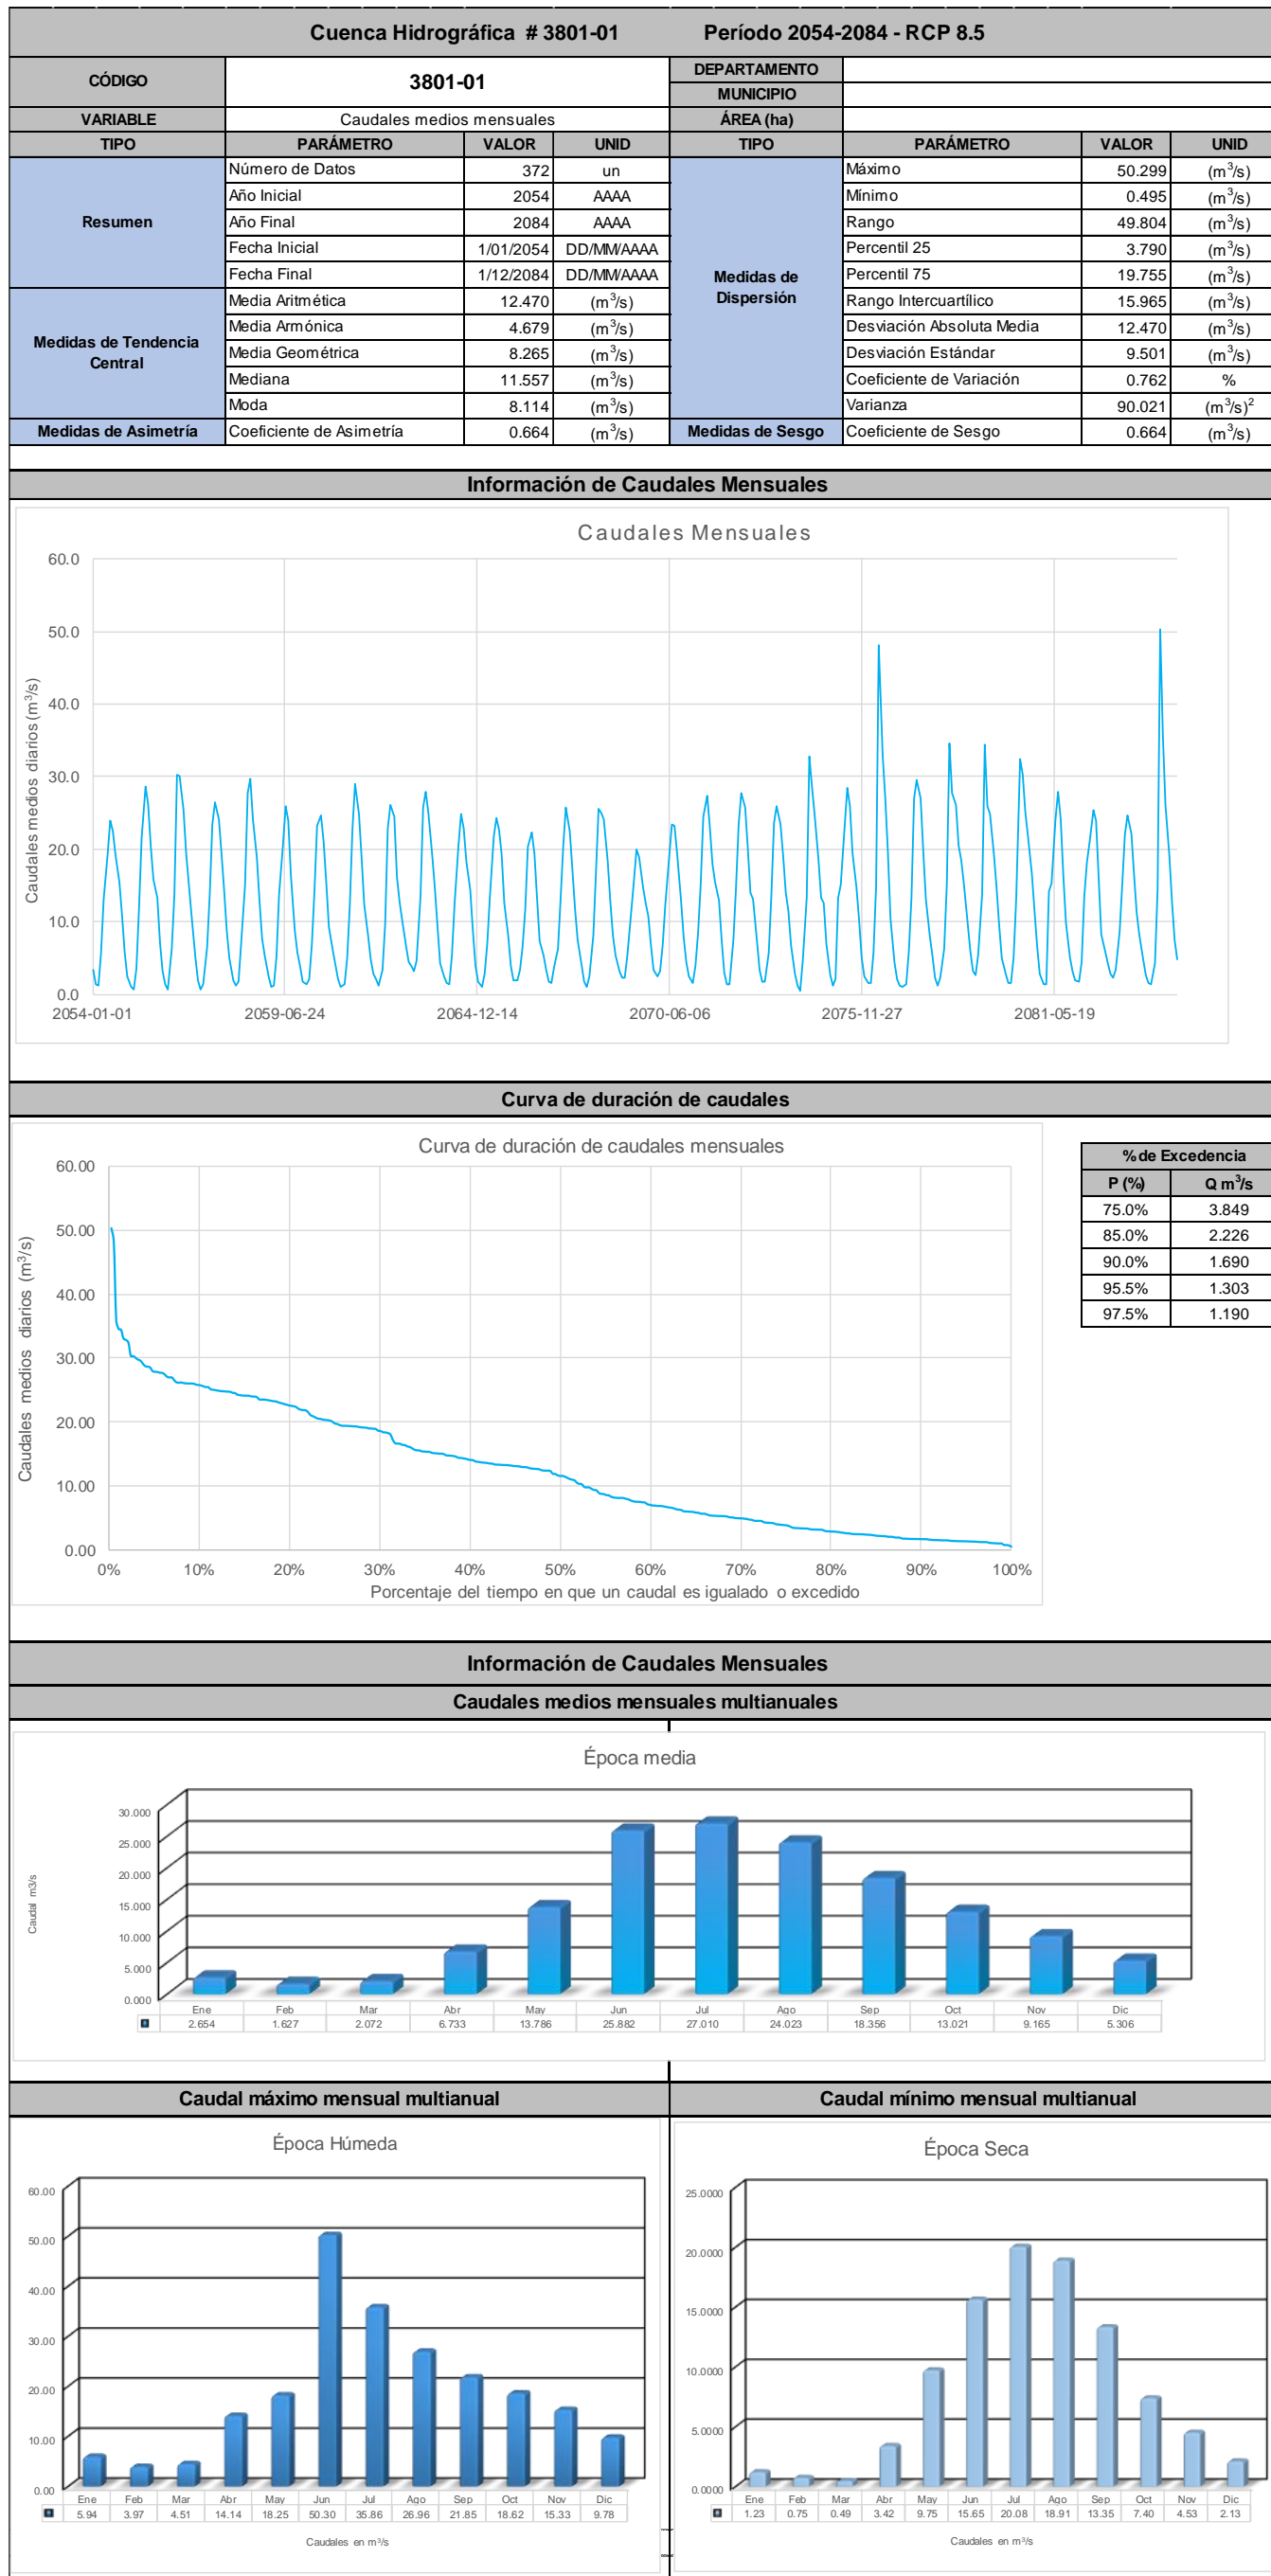 Cuenca Hidrográfica # 3801-01 Período 2054-2084 - RCP 8.5
CÓDIGO 3801-01 DEPARTAMENTO
MUNICIPIO
VARIABLE Caudales medios mensuales ÁREA (ha)
TIPO PARÁMETRO VALOR UNID TIPO PARÁMETRO VALOR UNID
Resumen
Número de Datos 372 un
Año Inicial 2054 AAAA
Año Final 2084 AAAA
Fecha Inicial 1/01/2054 DD/MM/AAAA
Fecha Final 1/12/2084 DD/MM/AAAA
Medidas de Tendencia Central
Media Aritmética 12.470 (m³/s)
Media Armónica 4.679 (m³/s)
Media Geométrica 8.265 (m³/s)
Mediana 11.557 (m³/s)
Moda 8.114 (m³/s)
Medidas de Asimetría Coeficiente de Asimetría 0.664 (m³/s)
Medidas de Dispersión
Máximo 50.299 (m³/s)
Mínimo 0.495 (m³/s)
Rango 49.804 (m³/s)
Percentil 25 3.790 (m³/s)
Percentil 75 19.755 (m³/s)
Rango Intercuartílico 15.965 (m³/s)
Desviación Absoluta Media 12.470 (m³/s)
Desviación Estándar 9.501 (m³/s)
Coeficiente de Variación 0.762 %
Varianza 90.021 (m³/s)²
Medidas de Sesgo Coeficiente de Sesgo 0.664 (m³/s)
Información de Caudales Mensuales
Caudales Mensuales
Caudales medios diarios (m³/s)
60.0
50.0
40.0
30.0
20.0
10.0
0.0
2054-01-01 2059-06-24 2064-12-14 2070-06-06 2075-11-27 2081-05-19
Curva de duración de caudales
Curva de duración de caudales mensuales
Caudales medios diarios (m³/s)
60.00
50.00
40.00
30.00
20.00
10.00
0.00
0% 10% 20% 30% 40% 50% 60% 70% 80% 90% 100%
Porcentaje del tiempo en que un caudal es igualado o excedido
% de Excedencia
P (%) Q m³/s
75.0% 3.849
85.0% 2.226
90.0% 1.690
95.5% 1.303
97.5% 1.190
Información de Caudales Mensuales
Caudales medios mensuales multianuales
Época media
Caudal m3/s
30.000
25.000
20.000
15.000
10.000
5.000
0.000
Ene Feb Mar Abr May Jun Jul Ago Sep Oct Nov Dic
2.654 1.627 2.072 6.733 13.786 25.882 27.010 24.023 18.356 13.021 9.165 5.306
Caudal máximo mensual multianual
Época Húmeda
60.00
50.00
40.00
30.00
20.00
10.00
0.00
Ene Feb Mar Abr May Jun Jul Ago Sep Oct Nov Dic
5.94 3.97 4.51 14.14 18.25 50.30 35.86 26.96 21.85 18.62 15.33 9.78
Caudales en m³/s
Caudal mínimo mensual multianual
Época Seca
25.0000
20.0000
15.0000
10.0000
5.0000
0.0000
Ene Feb Mar Abr May Jun Jul Ago Sep Oct Nov Dic
1.23 0.75 0.49 3.42 9.75 15.65 20.08 18.91 13.35 7.40 4.53 2.13
Caudales en m³/s